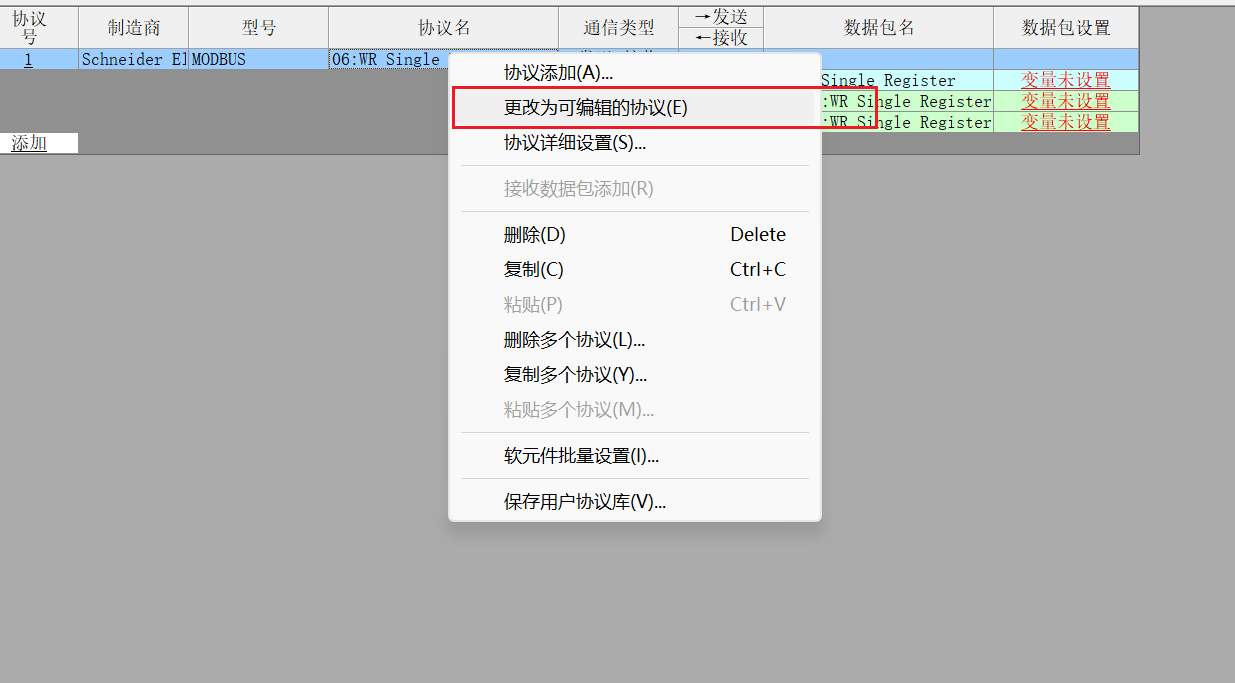 协议号 制造商 型号 协议名 通信类型 →发送 ←接收 数据包名 数据包设置
1 Schneider El MODBUS 06:WR Single
Single Register 变量未设置
:WR Single Register 变量未设置
:WR Single Register 变量未设置
添加
协议添加(A)...
更改为可编辑的协议(E)
协议详细设置(S)...
接收数据包添加(R)
删除(D) Delete
复制(C) Ctrl+C
粘贴(P) Ctrl+V
删除多个协议(L)...
复制多个协议(Y)...
粘贴多个协议(M)...
软元件批量设置(I)...
保存用户协议库(V)...